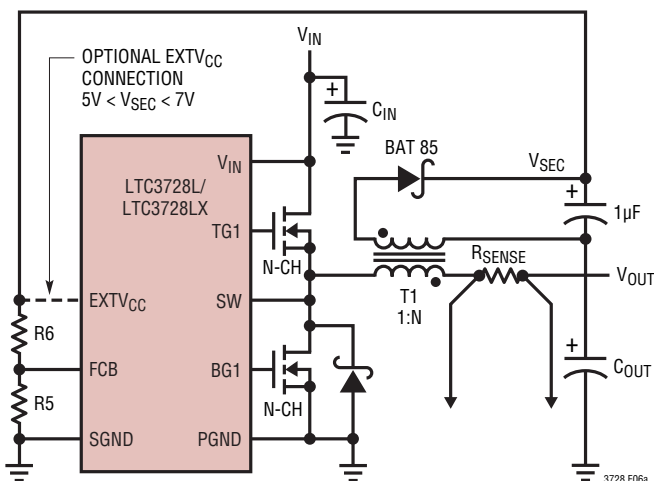 OPTIONAL EXTVCC
CONNECTION
5V < VSEC < 7V
VIN
+
CIN
BAT 85
VSEC
+
1µF
LTC3728L/
LTC3728LX
VIN
TG1
N-CH
RSENSE
VOUT
T1
1:N
EXTVCC
SW
R6
FCB
BG1
N-CH
+
COUT
R5
SGND
PGND
3728 F06a